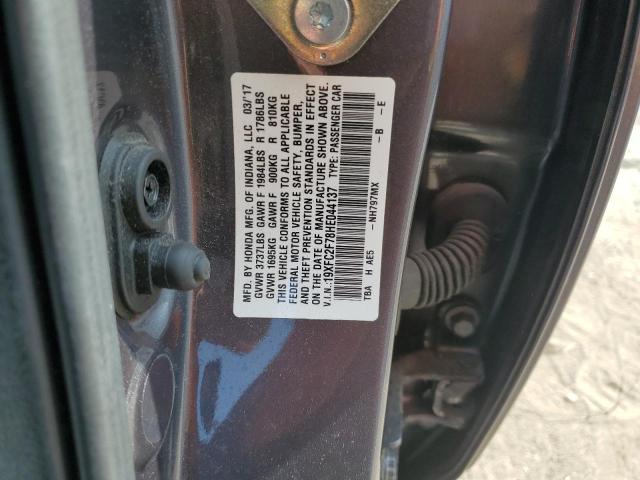 MFD. BY HONDA MFG. OF INDIANA, LLC 03/'17
GVWR 3737LBS GAWR F 1984LBS R 1786LBS
GVWR 1695KG GAWR F 900KG R 810KG
THIS VEHICLE CONFORMS TO ALL APPLICABLE
FEDERAL MOTOR VEHICLE SAFETY, BUMPER,
AND THEFT PREVENTION STANDARDS IN EFFECT
ON THE DATE OF MANUFACTURE SHOWN ABOVE.
V.I.N.:19XFC2F78HE044137 TYPE: PASSENGER CAR
TBA H AE5 -NH797MX -B -E